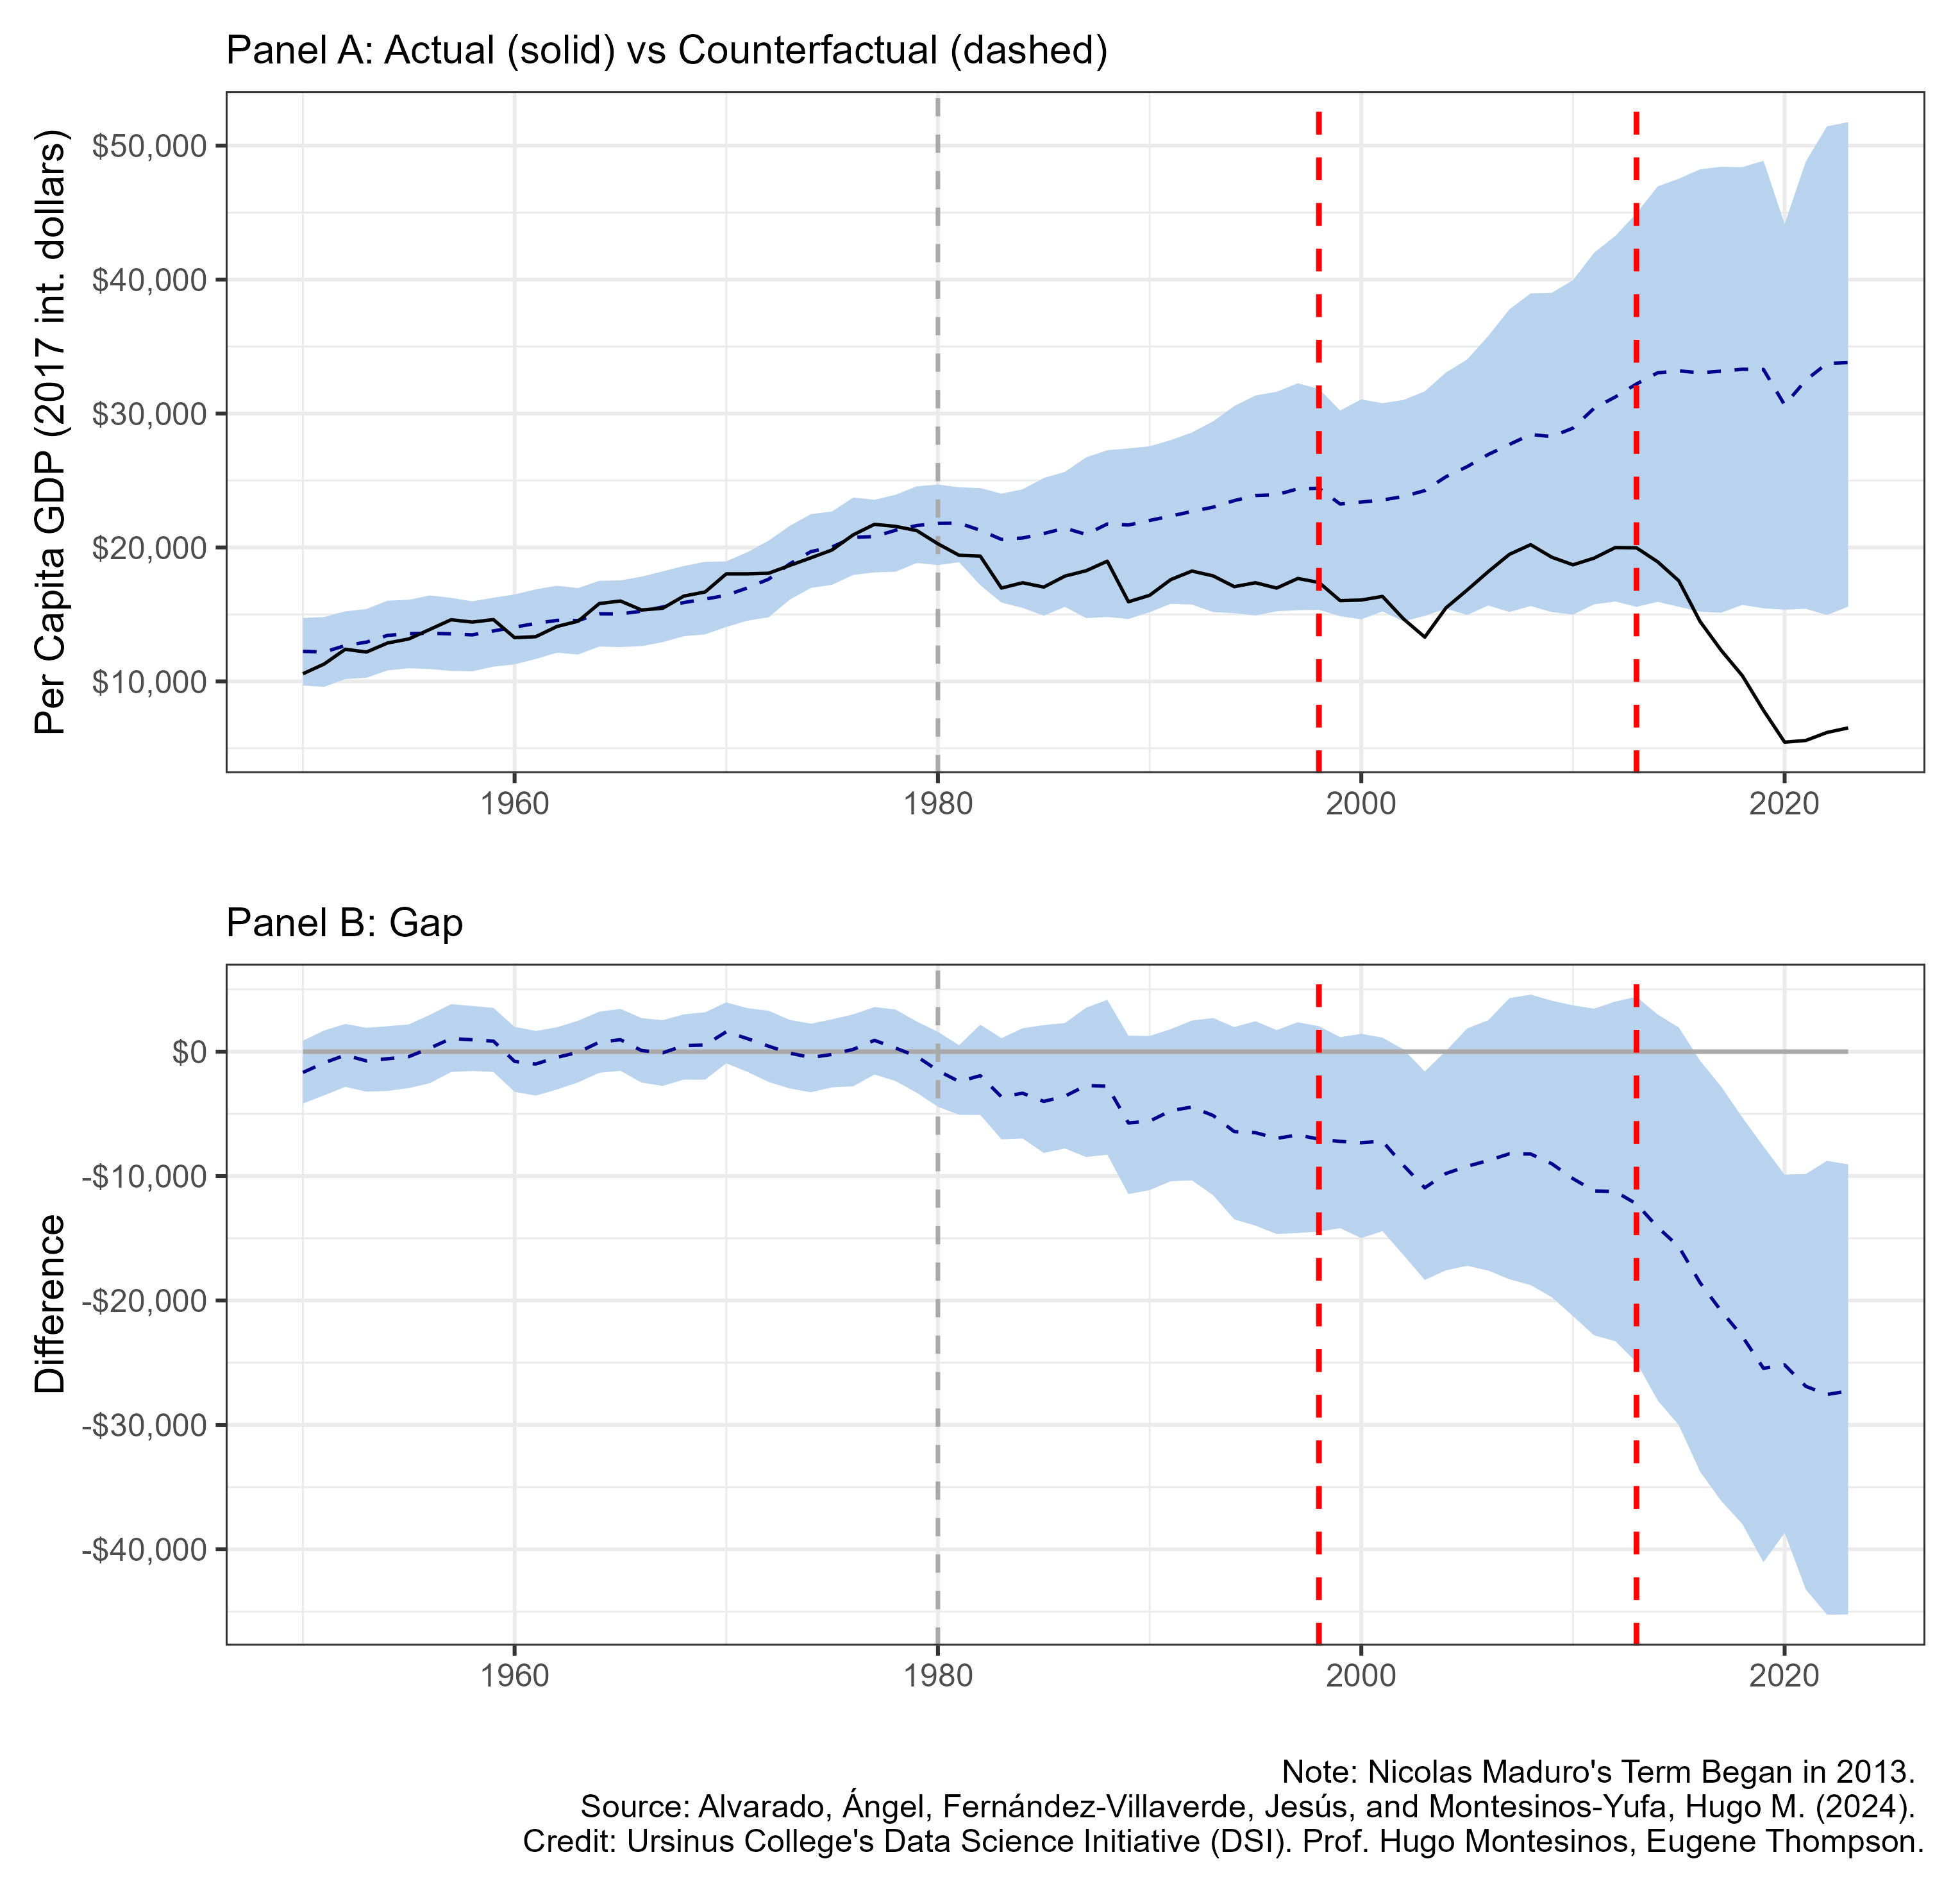 Panel A: Actual (solid) vs Counterfactual (dashed)
Per Capita GDP (2017 int. dollars)
$50,000
$40,000
$30,000
$20,000
$10,000
1960
1980
2000
2020
Panel B: Gap
Difference
$0
-$10,000
-$20,000
-$30,000
-$40,000
1960
1980
2000
2020
Note: Nicolas Maduro's Term Began in 2013.
Source: Alvarado, Ángel, Fernández-Villaverde, Jesús, and Montesinos-Yufa, Hugo M. (2024).
Credit: Ursinus College's Data Science Initiative (DSI). Prof. Hugo Montesinos, Eugene Thompson.